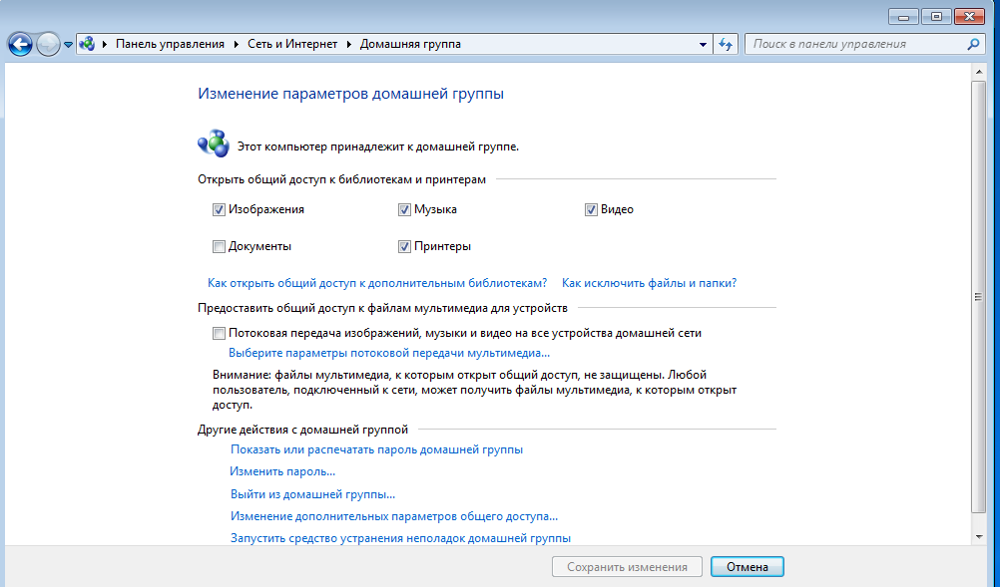 Панель управления Сеть и Интернет Домашняя группа Поиск в панели управления
Изменение параметров домашней группы
Этот компьютер принадлежит к домашней группе.
Открыть общий доступ к библиотекам и принтерам
Изображения Музыка Видео
Документы Принтеры
Как открыть общий доступ к дополнительным библиотекам? Как исключить файлы и папки?
Предоставить общий доступ к файлам мультимедиа для устройств
Потоковая передача изображений, музыки и видео на все устройства домашней сети
Выберите параметры потоковой передачи мультимедиа...
Внимание: файлы мультимедиа, к которым открыт общий доступ, не защищены. Любой
пользователь, подключенный к сети, может получить файлы мультимедиа, к которым открыт
доступ.
Другие действия с домашней группой
Показать или распечатать пароль домашней группы
Изменить пароль...
Выйти из домашней группы...
Изменение дополнительных параметров общего доступа...
Запустить средство устранения неполадок домашней группы
Сохранить изменения Отмена